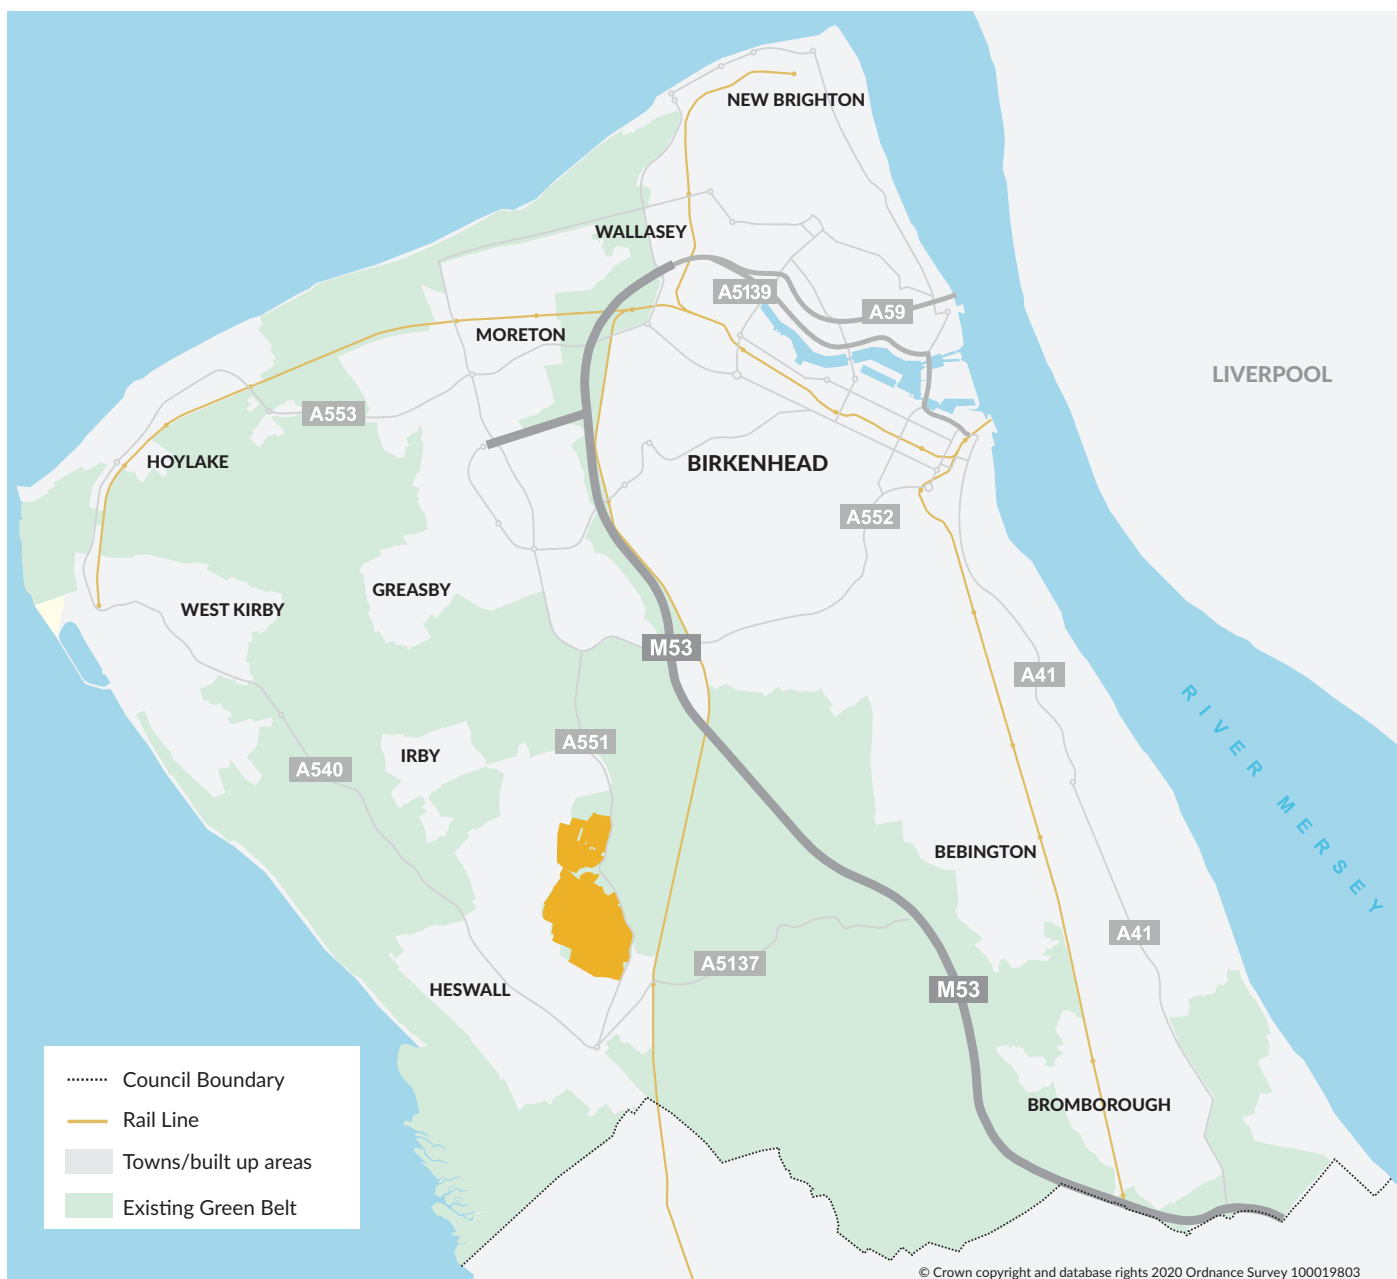 NEW BRIGHTON
WALLASEY
A5139
A59
MORETON
LIVERPOOL
A553
HOYLAKE
BIRKENHEAD
A552
GREASBY
WEST KIRBY
M53
A41
RIVER MERSEY
A551
IRBY
A540
BEBINGTON
A41
A5137
HESWALL
M53
BROMBOROUGH
Council Boundary
Rail Line
Towns/built up areas
Existing Green Belt
© Crown copyright and database rights 2020 Ordnance Survey 100019803